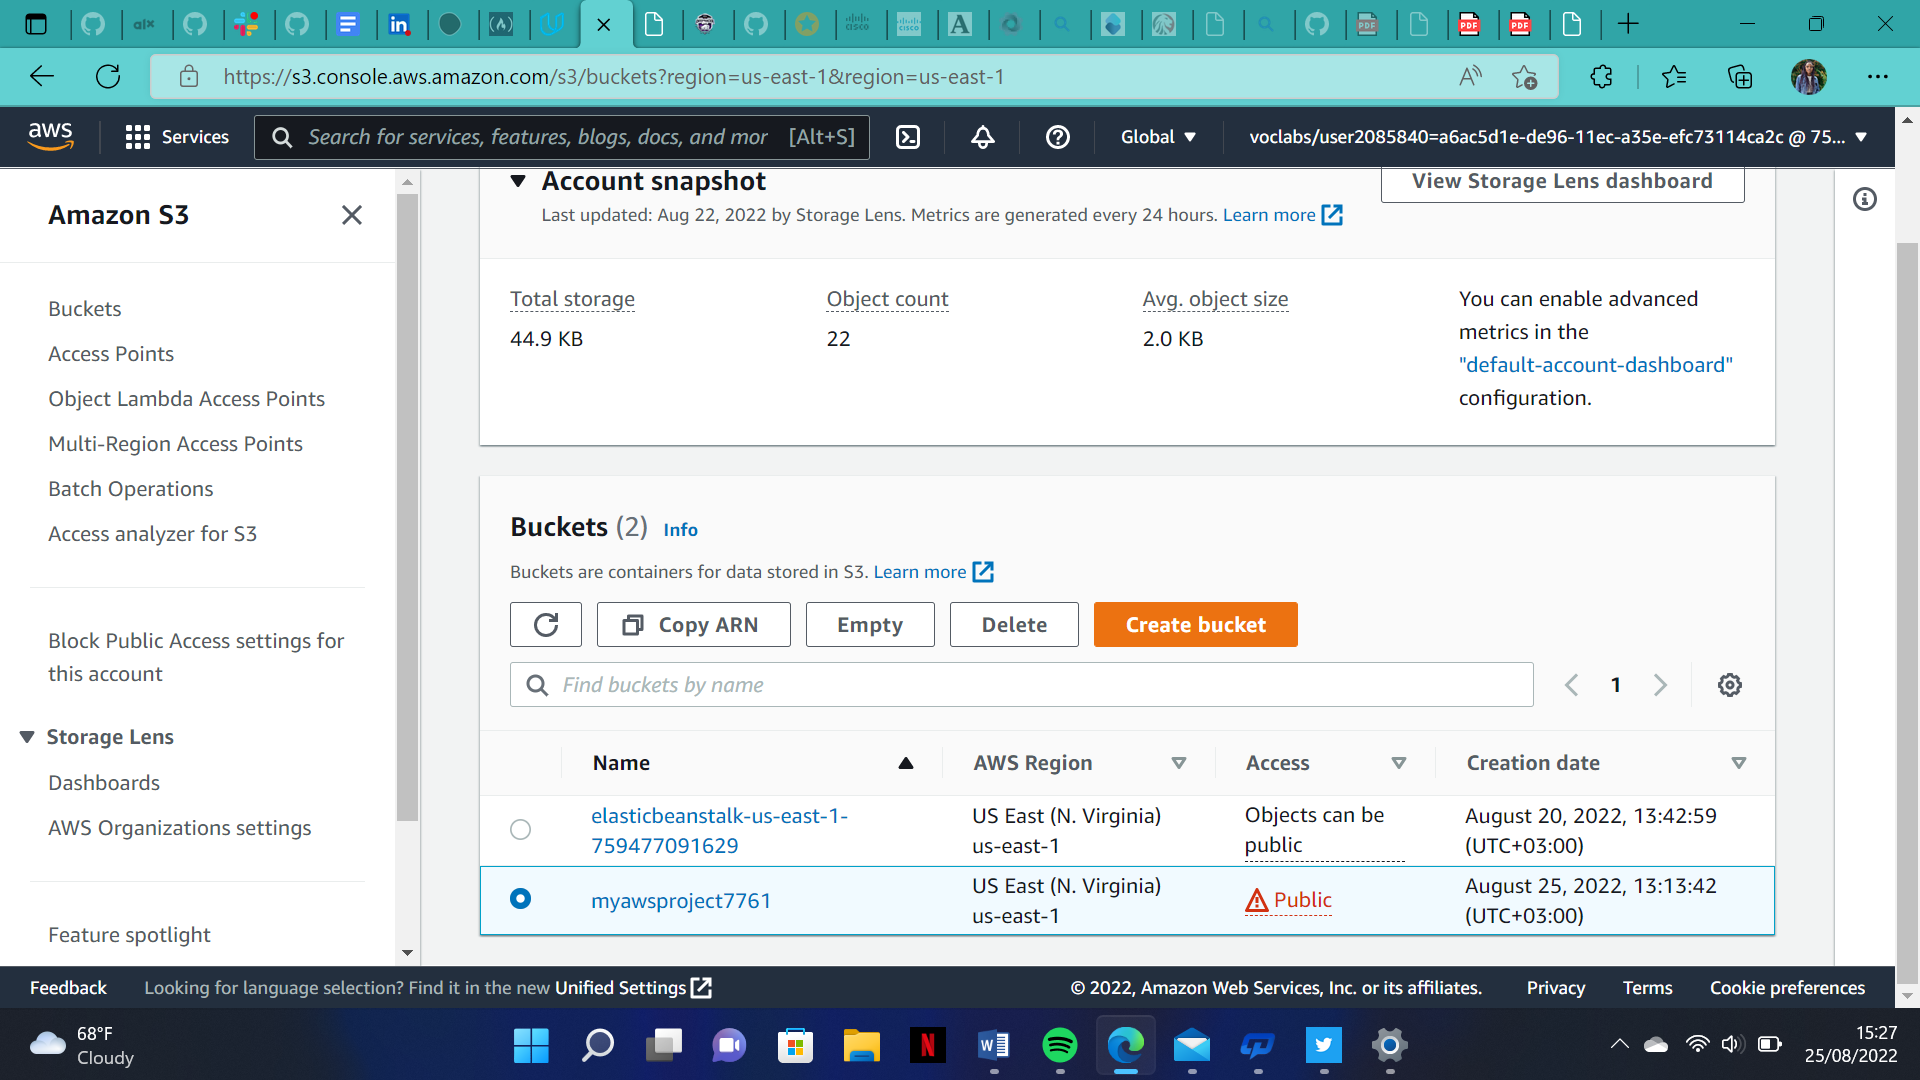 https://s3.console.aws.amazon.com/s3/buckets?region=us-east-1&region=us-east-1
aws
Services
Search for services, features, blogs, docs, and mor [Alt+S]
Global
voclabs/user2085840=a6ac5d1e-de96-11ec-a35e-efc73114ca2c @ 75...
Amazon S3
Buckets
Access Points
Object Lambda Access Points
Multi-Region Access Points
Batch Operations
Access analyzer for S3
Block Public Access settings for
this account
Storage Lens
Dashboards
AWS Organizations settings
Feature spotlight
Account snapshot
View Storage Lens dashboard
Last updated: Aug 22, 2022 by Storage Lens. Metrics are generated every 24 hours. Learn more
Total storage
44.9 KB
Object count
22
Avg. object size
2.0 KB
You can enable advanced
metrics in the
"default-account-dashboard"
configuration.
Buckets (2) Info
Buckets are containers for data stored in S3. Learn more
Copy ARN
Empty
Delete
Create bucket
Find buckets by name
1
Name
AWS Region
Access
Creation date
elasticbeanstalk-us-east-1-
759477091629
US East (N. Virginia)
us-east-1
Objects can be
public
August 20, 2022, 13:42:59
(UTC+03:00)
myawsproject7761
US East (N. Virginia)
us-east-1
Public
August 25, 2022, 13:13:42
(UTC+03:00)
Feedback
Looking for language selection? Find it in the new Unified Settings
© 2022, Amazon Web Services, Inc. or its affiliates.
Privacy
Terms
Cookie preferences
68°F
Cloudy
15:27
25/08/2022